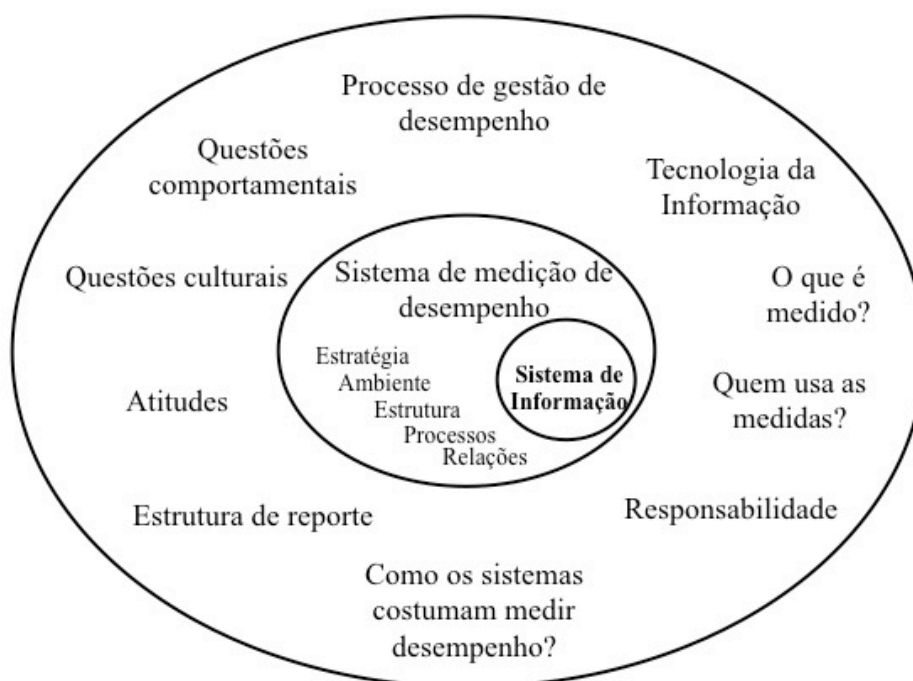 Processo de gestão de
desempenho
Questões
comportamentais
Tecnologia da
Informação
Questões culturais
Sistema de medição de
desempenho
O que é
medido?
Estratégia
Ambiente
Estrutura
Processos
Relações
Sistema de
Informação
Atitudes
Quem usa as
medidas?
Estrutura de reporte
Responsabilidade
Como os sistemas
costumam medir
desempenho?